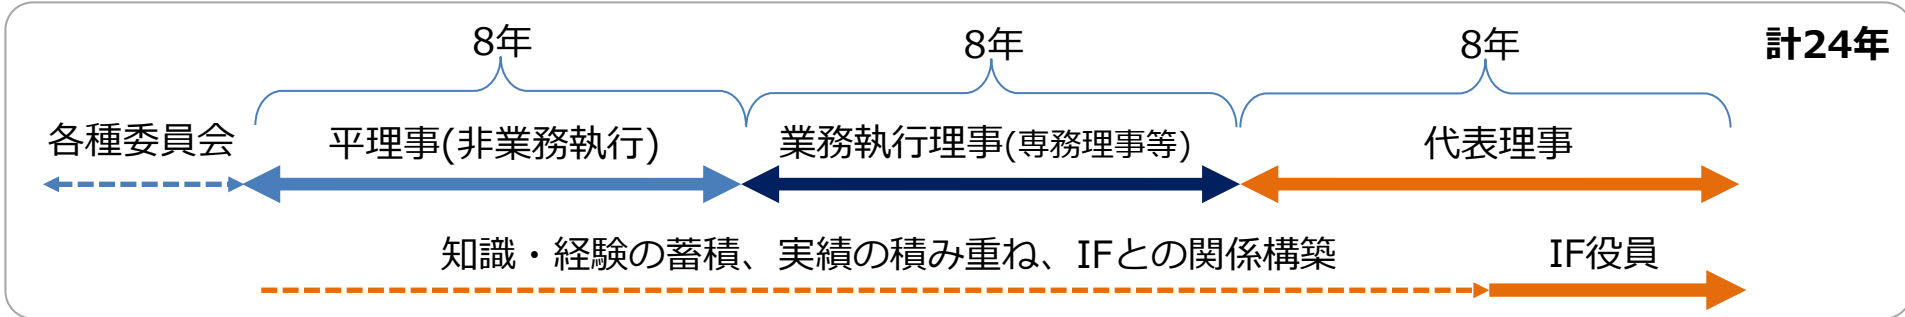 8年 8年 8年 計24年
各種委員会 平理事(非業務執行) 業務執行理事(専務理事等) 代表理事
知識・経験の蓄積、実績の積み重ね、IFとの関係構築 IF役員